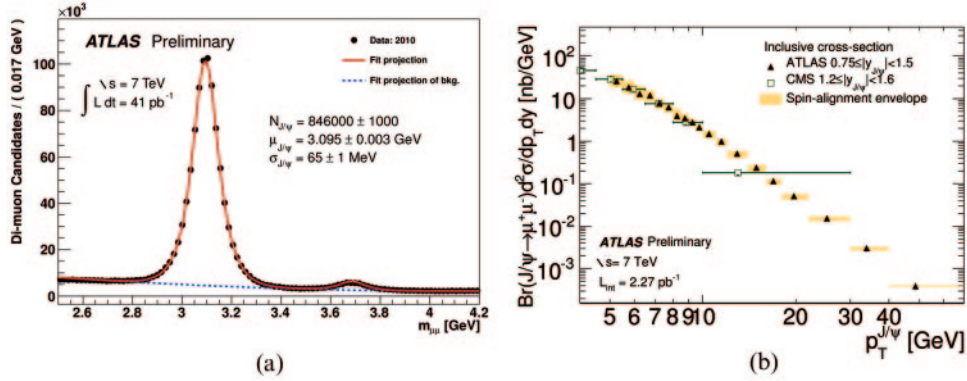 ×10³
ATLAS Preliminary
\s = 7 TeV
∫ L dt = 41 pb⁻¹
Data: 2010
Fit projection
Fit projection of bkg.
N_J/ψ = 846000 ± 1000
μ_J/ψ = 3.095 ± 0.003 GeV
σ_J/ψ = 65 ± 1 MeV
Di-muon Candidates / ( 0.017 GeV )
100
80
60
40
20
0
2.6 2.8 3.0 3.2 3.4 3.6 3.8 4.0 4.2
m_μμ [GeV]
(a)
Br(J/ψ→μ⁺μ⁻)d²σ/dp_Tdy [nb/GeV]
10²
10
1
10⁻¹
10⁻²
10⁻³
Inclusive cross-section
ATLAS 0.75≤|y_J/ψ|<1.5
CMS 1.2≤|y_J/ψ|<1.6
Spin-alignment envelope
ATLAS Preliminary
\s= 7 TeV
L_int = 2.27 pb⁻¹
5 6 7 8 9 10 20 30 40
p_T^J/ψ [GeV]
(b)